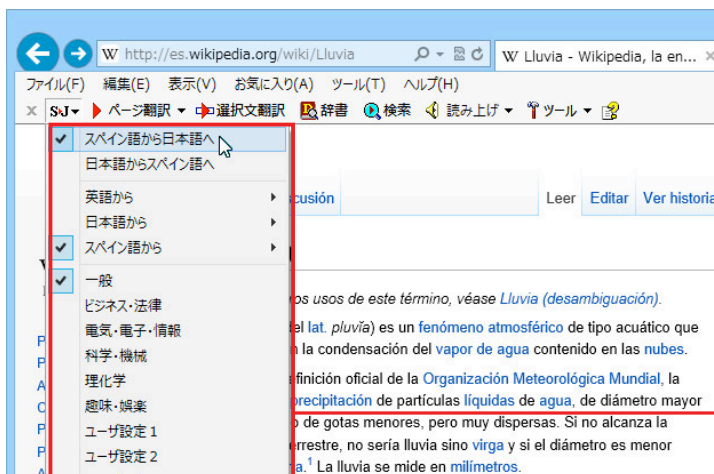 http://es.wikipedia.org/wiki/Lluvia W Lluvia - Wikipedia, la en...
ファイル(F) 編集(E) 表示(V) お気に入り(A) ツール(T) ヘルプ(H)
S›J ページ翻訳 選択文翻訳 辞書 検索 読み上げ ツール
スペイン語から日本語へ
日本語からスペイン語へ
英語から
日本語から
スペイン語から
一般
ビジネス・法律
電気・電子・情報
科学・機械
理化学
趣味・娯楽
ユーザ設定 1
ユーザ設定 2
cusión Leer Editar Ver historia
os usos de este término, véase Lluvia (desambiguación).
el lat. pluvĭa) es un fenómeno atmosférico de tipo acuático que
la condensación del vapor de agua contenido en las nubes.
finición oficial de la Organización Meteorológica Mundial, la
precipitación de partículas líquidas de agua, de diámetro mayor
de gotas menores, pero muy dispersas. Si no alcanza la
errestre, no sería lluvia sino virga y si el diámetro es menor
a.1 La lluvia se mide en milímetros.